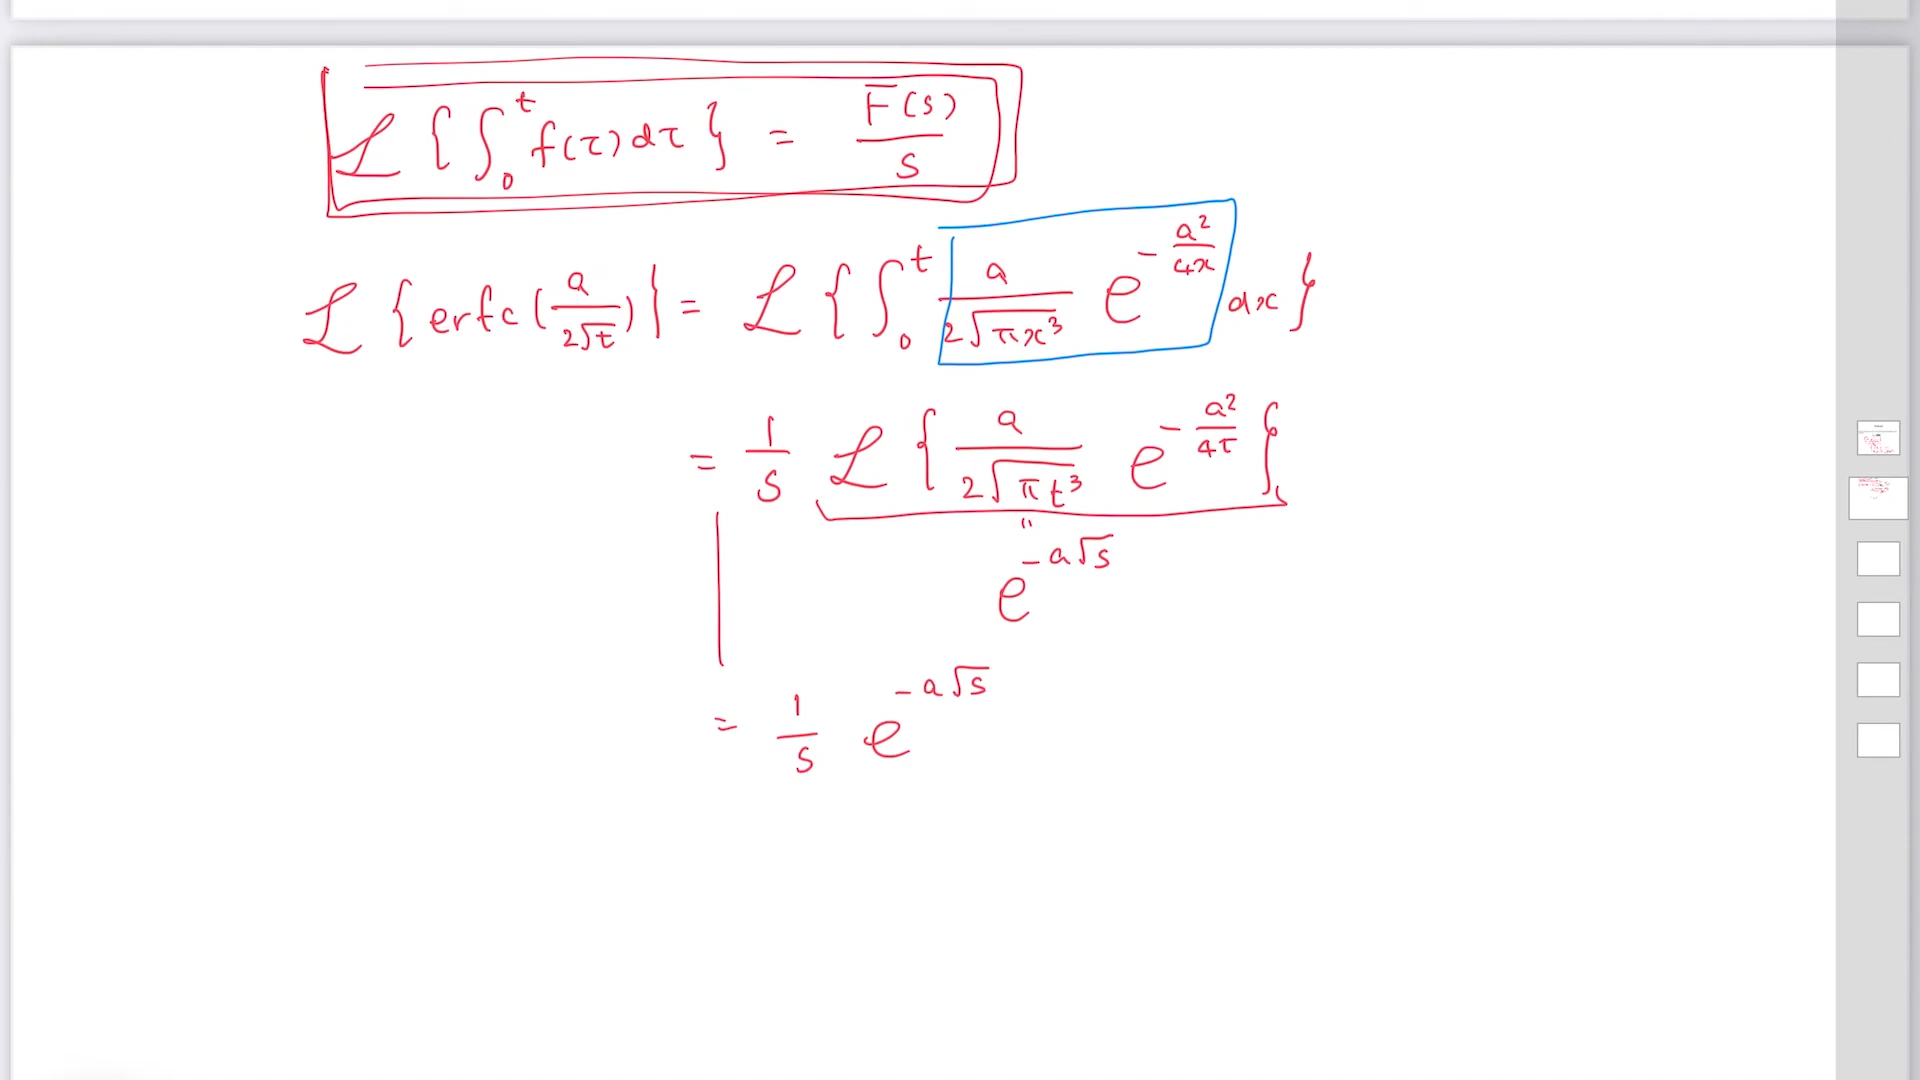 ℒ { ∫₀ᵗ f(τ)dτ } = F̅(s)/s
ℒ { erfc( a/(2√t) ) } = ℒ { ∫₀ᵗ a/(2√(πx³)) e^(-a²/(4x)) dx }
= 1/s ℒ { a/(2√(πt³)) e^(-a²/(4τ)) }
"
e^(-a√s)
= 1/s e^(-a√s)